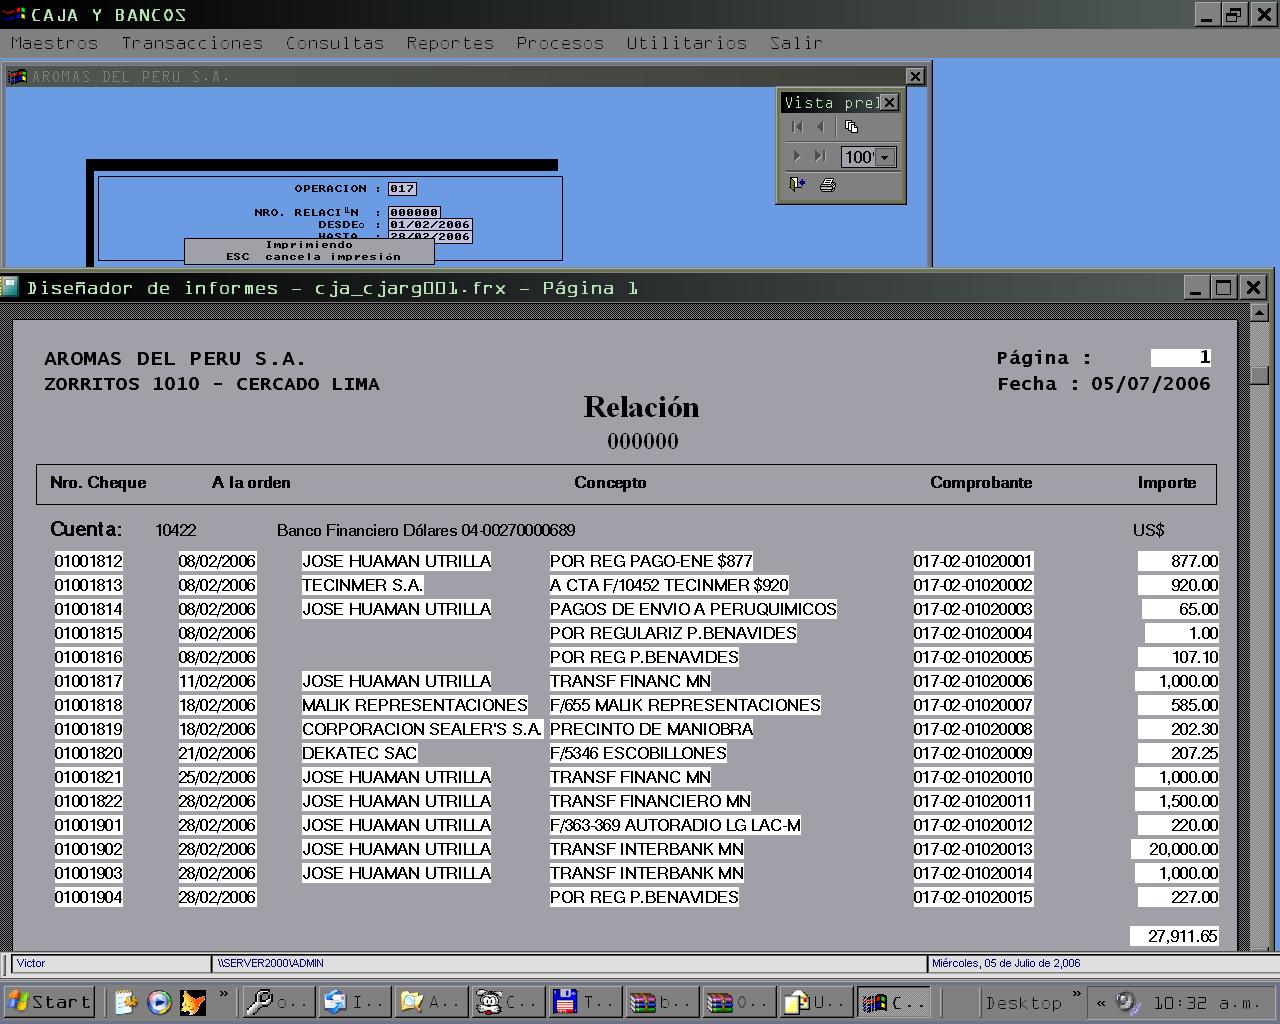 CAJA Y BANCOS
Maestros Transacciones Consultas Reportes Procesos Utilitarios Salir
AROMAS DEL PERU S.A.
Vista prel
100
OPERACION : 017
NRO. RELACI╙N : 000000
DESDE○ : 01/02/2006
HASTA : 28/02/2006
Imprimiendo
ESC cancela impresión
Diseñador de informes - cja_cjarg001.frx - Página 1
AROMAS DEL PERU S.A. Página : 1
ZORRITOS 1010 - CERCADO LIMA Fecha : 05/07/2006
Relación
000000
Nro. Cheque A la orden Concepto Comprobante Importe
Cuenta: 10422 Banco Financiero Dólares 04-00270000689 US$
01001812 08/02/2006 JOSE HUAMAN UTRILLA POR REG PAGO-ENE $877 017-02-01020001 877.00
01001813 08/02/2006 TECINMER S.A. A CTA F/10452 TECINMER $920 017-02-01020002 920.00
01001814 08/02/2006 JOSE HUAMAN UTRILLA PAGOS DE ENVIO A PERUQUIMICOS 017-02-01020003 65.00
01001815 08/02/2006 POR REGULARIZ P.BENAVIDES 017-02-01020004 1.00
01001816 08/02/2006 POR REG P.BENAVIDES 017-02-01020005 107.10
01001817 11/02/2006 JOSE HUAMAN UTRILLA TRANSF FINANC MN 017-02-01020006 1,000.00
01001818 18/02/2006 MALIK REPRESENTACIONES F/655 MALIK REPRESENTACIONES 017-02-01020007 585.00
01001819 18/02/2006 CORPORACION SEALER'S S.A. PRECINTO DE MANIOBRA 017-02-01020008 202.30
01001820 21/02/2006 DEKATEC SAC F/5346 ESCOBILLONES 017-02-01020009 207.25
01001821 25/02/2006 JOSE HUAMAN UTRILLA TRANSF FINANC MN 017-02-01020010 1,000.00
01001822 28/02/2006 JOSE HUAMAN UTRILLA TRANSF FINANCIERO MN 017-02-01020011 1,500.00
01001901 28/02/2006 JOSE HUAMAN UTRILLA F/363-369 AUTORADIO LG LAC-M 017-02-01020012 220.00
01001902 28/02/2006 JOSE HUAMAN UTRILLA TRANSF INTERBANK MN 017-02-01020013 20,000.00
01001903 28/02/2006 JOSE HUAMAN UTRILLA TRANSF INTERBANK MN 017-02-01020014 1,000.00
01001904 28/02/2006 POR REG P.BENAVIDES 017-02-01020015 227.00
27,911.65
Victor \\SERVER2000\ADMIN Miércoles, 05 de Julio de 2,006
Start » o.. I.. A.. C.. T.. b.. O.. U.. C.. Desktop » « 10:32 a.m.